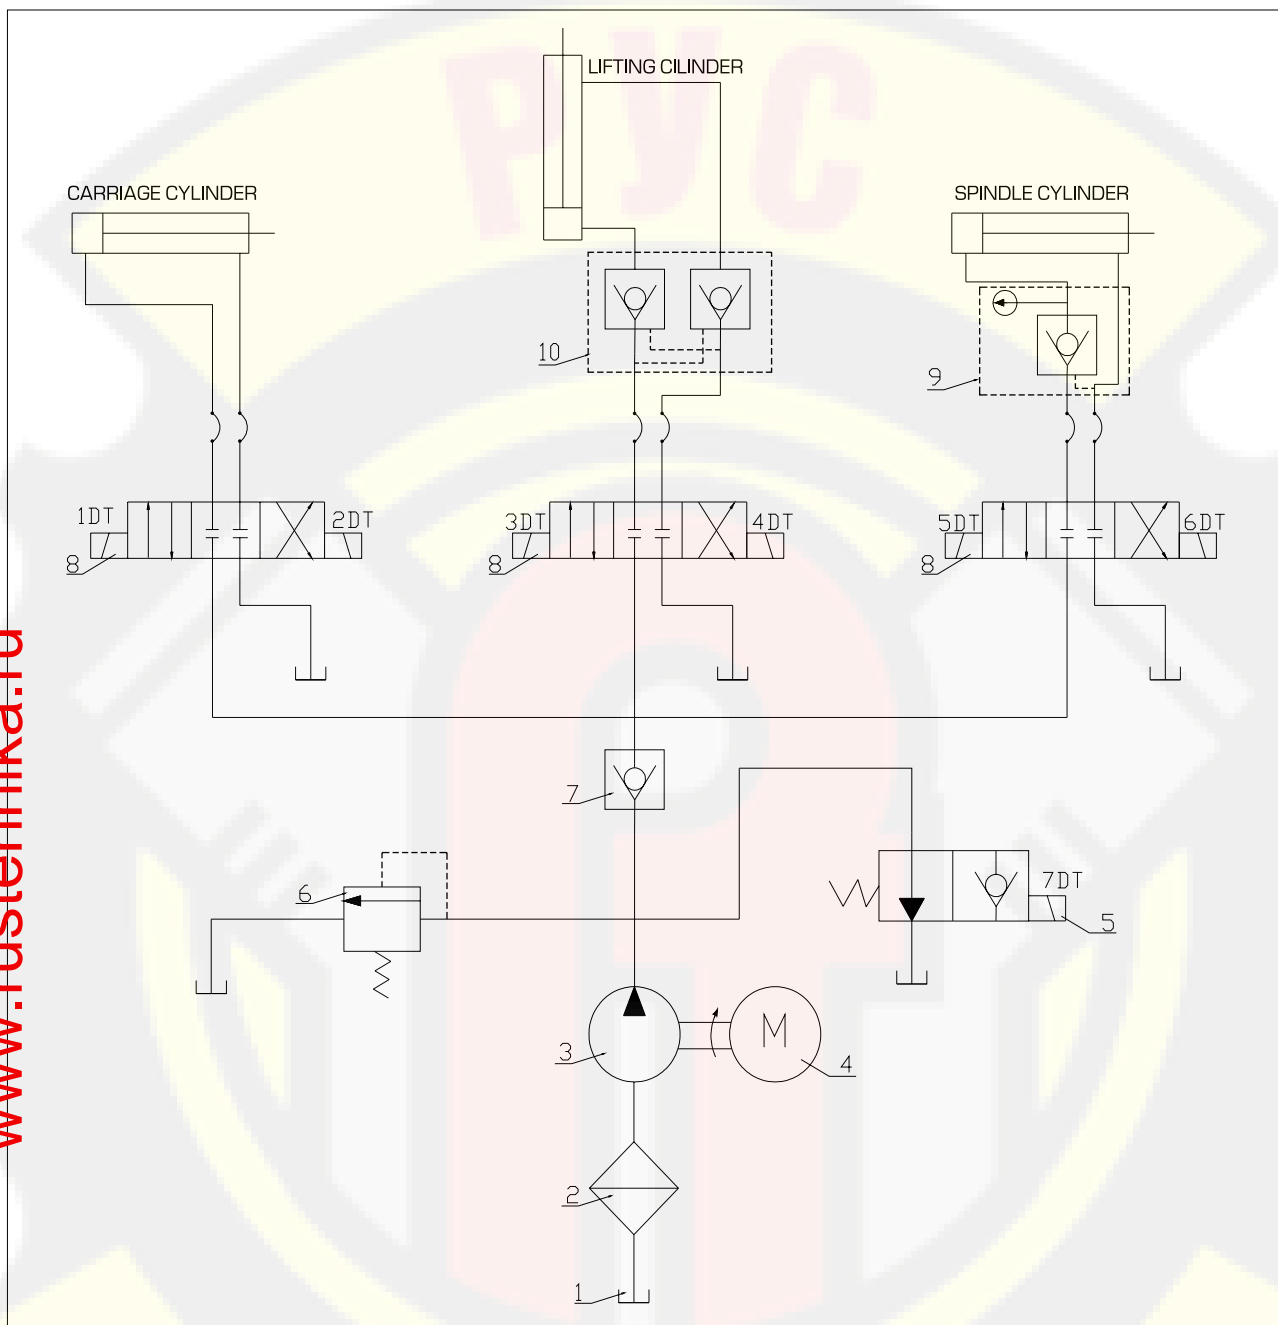 РУС
LIFTING CILINDER
CARRIAGE CYLINDER
SPINDLE CYLINDER
10
9
1DT
2DT
3DT
4DT
5DT
6DT
8
8
8
7
6
7DT
5
M
3
4
2
1
www.rustehnika.ru